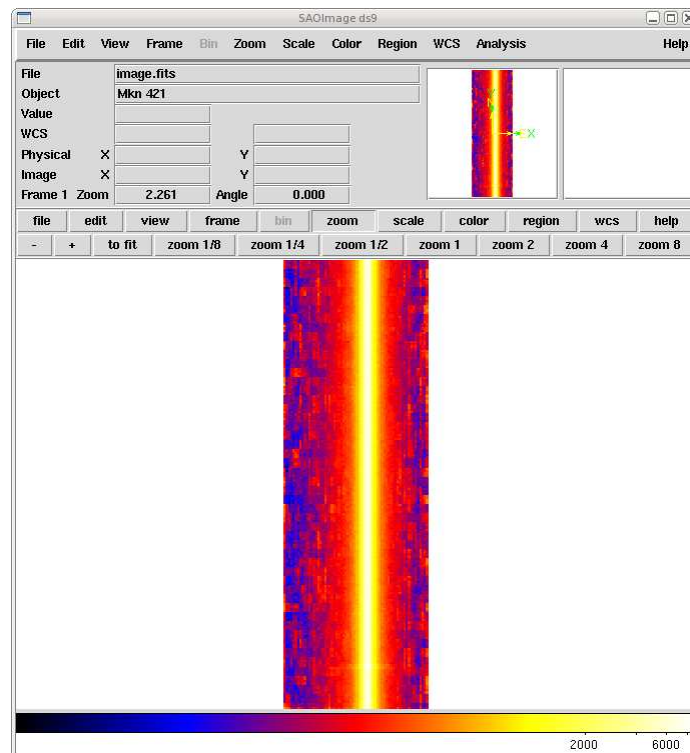 SAOImage ds9
File Edit View Frame Bin Zoom Scale Color Region WCS Analysis Help
File image.fits
Object Mkn 421
Value
WCS
Physical X Y
Image X Y
Frame 1 Zoom 2.261 Angle 0.000
file edit view frame bin zoom scale color region wcs help
- + to fit zoom 1/8 zoom 1/4 zoom 1/2 zoom 1 zoom 2 zoom 4 zoom 8
2000 6000